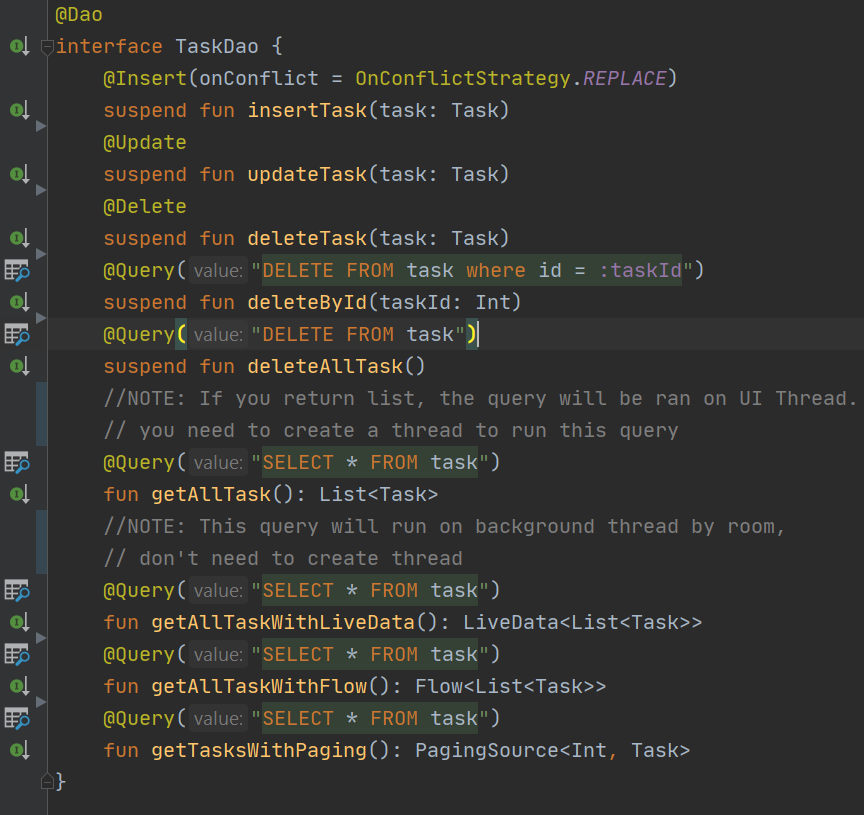 @Dao
interface TaskDao {
@Insert(onConflict = OnConflictStrategy.REPLACE)
suspend fun insertTask(task: Task)
@Update
suspend fun updateTask(task: Task)
@Delete
suspend fun deleteTask(task: Task)
@Query( value: "DELETE FROM task where id = :taskId")
suspend fun deleteById(taskId: Int)
@Query( value: "DELETE FROM task")
suspend fun deleteAllTask()
//NOTE: If you return list, the query will be ran on UI Thread.
// you need to create a thread to run this query
@Query( value: "SELECT * FROM task")
fun getAllTask(): List<Task>
//NOTE: This query will run on background thread by room,
// don't need to create thread
@Query( value: "SELECT * FROM task")
fun getAllTaskWithLiveData(): LiveData<List<Task>>
@Query( value: "SELECT * FROM task")
fun getAllTaskWithFlow(): Flow<List<Task>>
@Query( value: "SELECT * FROM task")
fun getTasksWithPaging(): PagingSource<Int, Task>
}